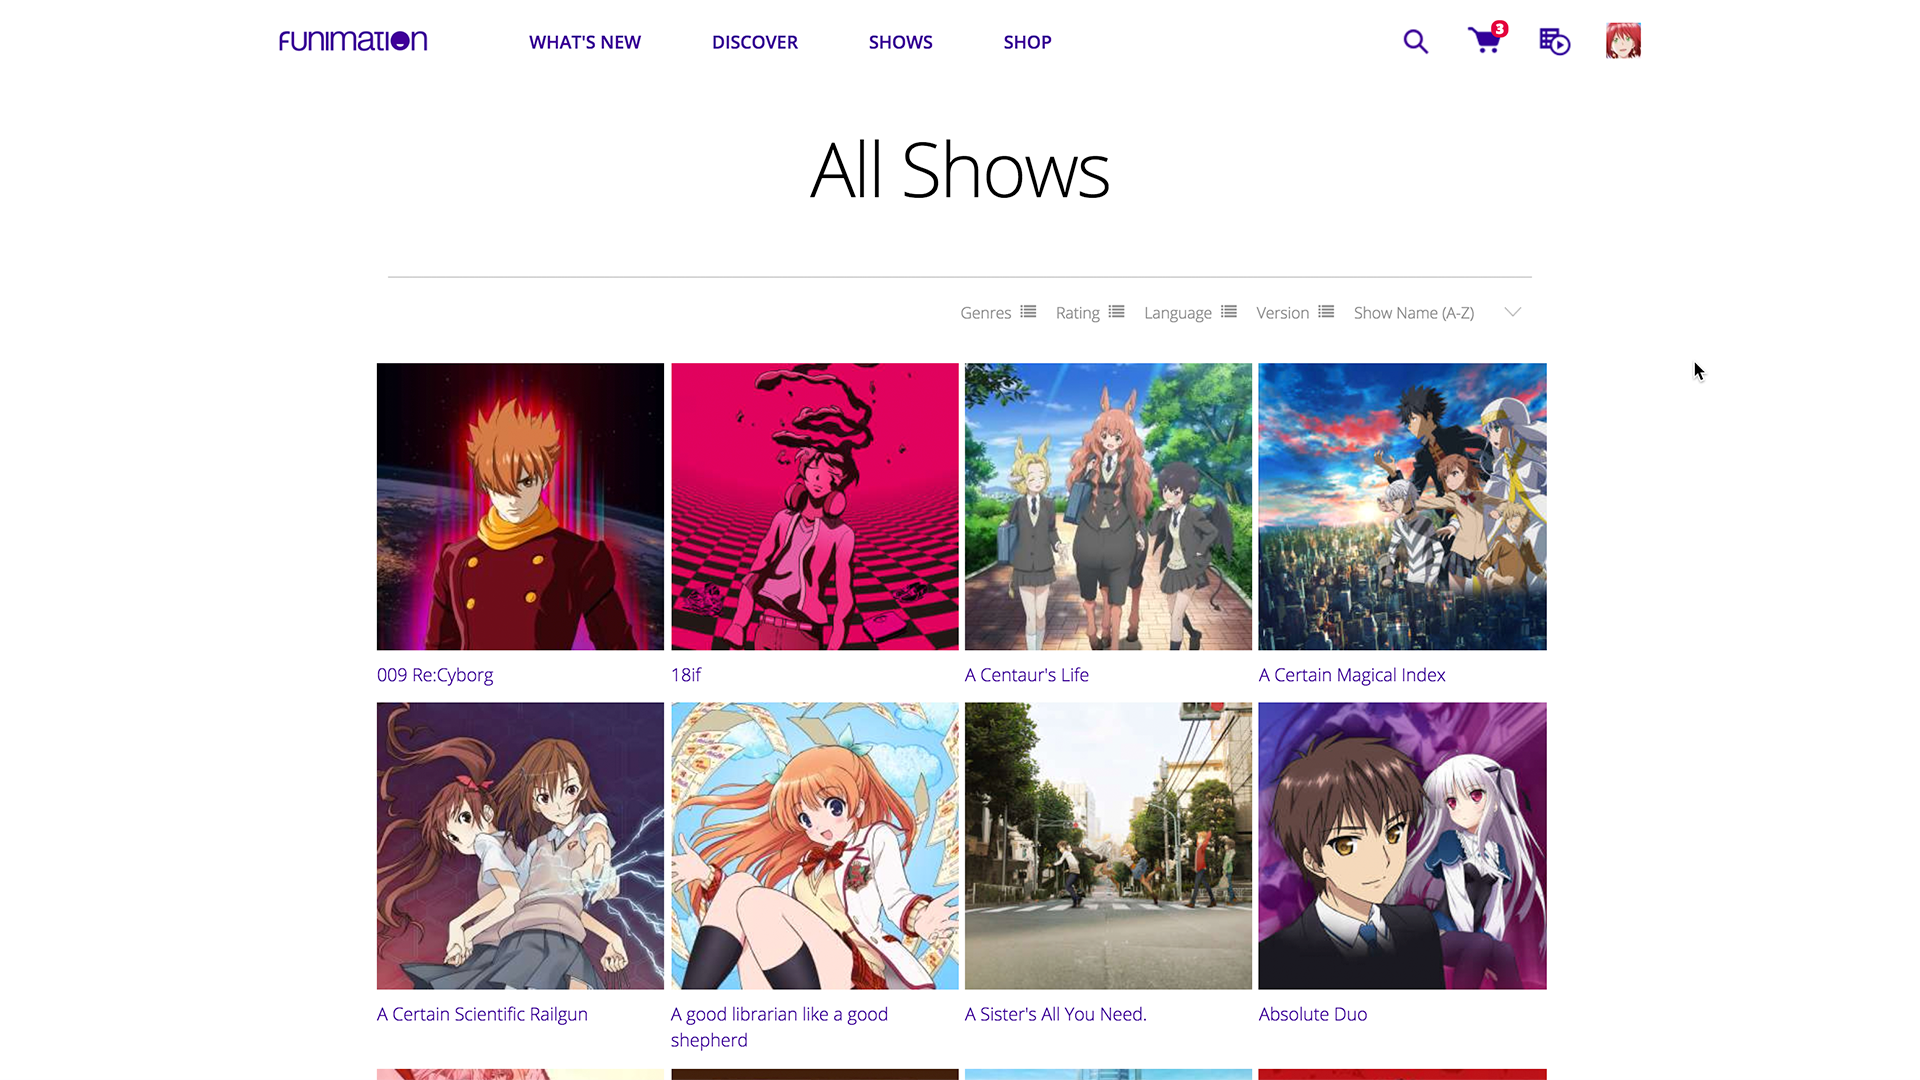 FUNIMATION
WHAT'S NEW
DISCOVER
SHOWS
SHOP
3
All Shows
Genres
Rating
Language
Version
Show Name (A-Z)
009 Re:Cyborg
18if
A Centaur's Life
A Certain Magical Index
A Certain Scientific Railgun
A good librarian like a good
shepherd
A Sister's All You Need.
Absolute Duo